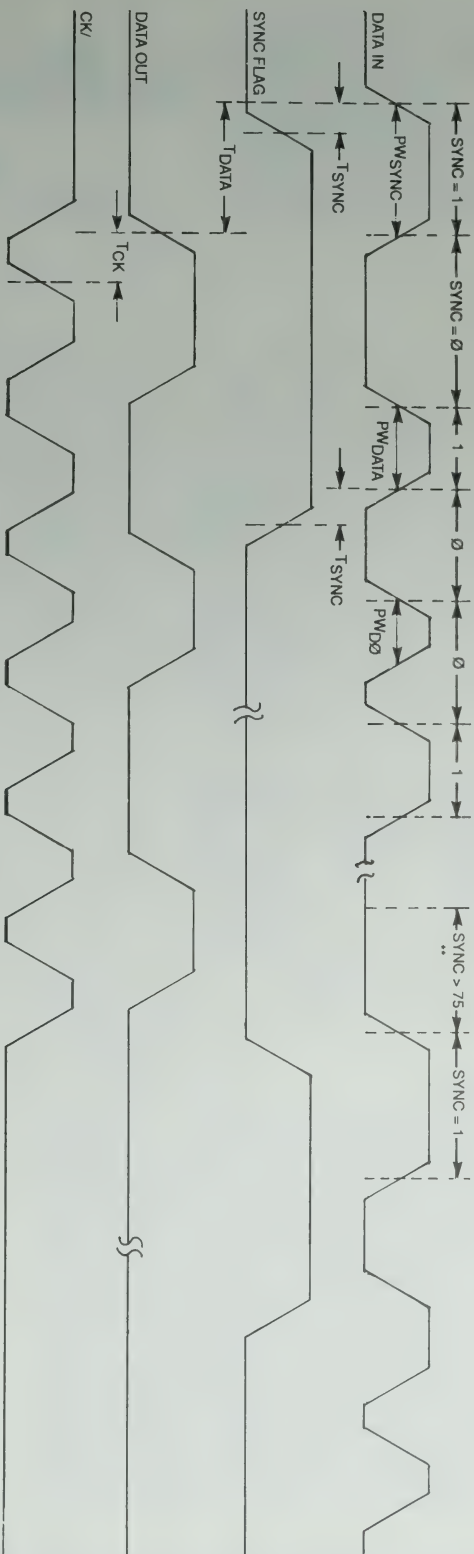 SYNC = 1
SYNC = Ø
1
Ø
Ø
1
SYNC > 75
**
SYNC = 1
DATA IN
PWSYNC
PWDATA
PWDØ
TSYNC
TSYNC
SYNC FLAG
TDATA
DATA OUT
TCK
CK/